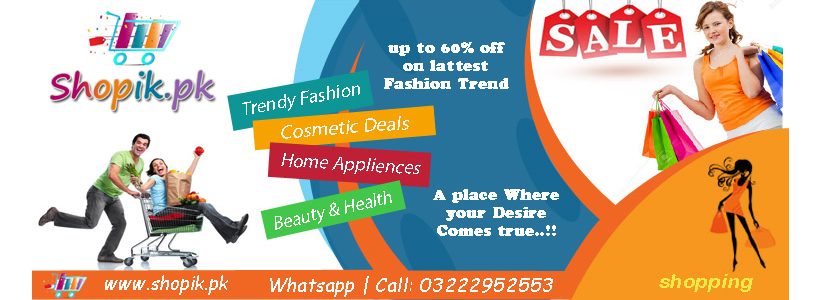 Shopik.pk
up to 60% off
on lattest
Fashion Trend
SALE
Trendy Fashion
Cosmetic Deals
Home Appliences
Beauty & Health
A place Where
your Desire
Comes true..!!
www.shopik.pk
Whatsapp | Call: 03222952553
shopping